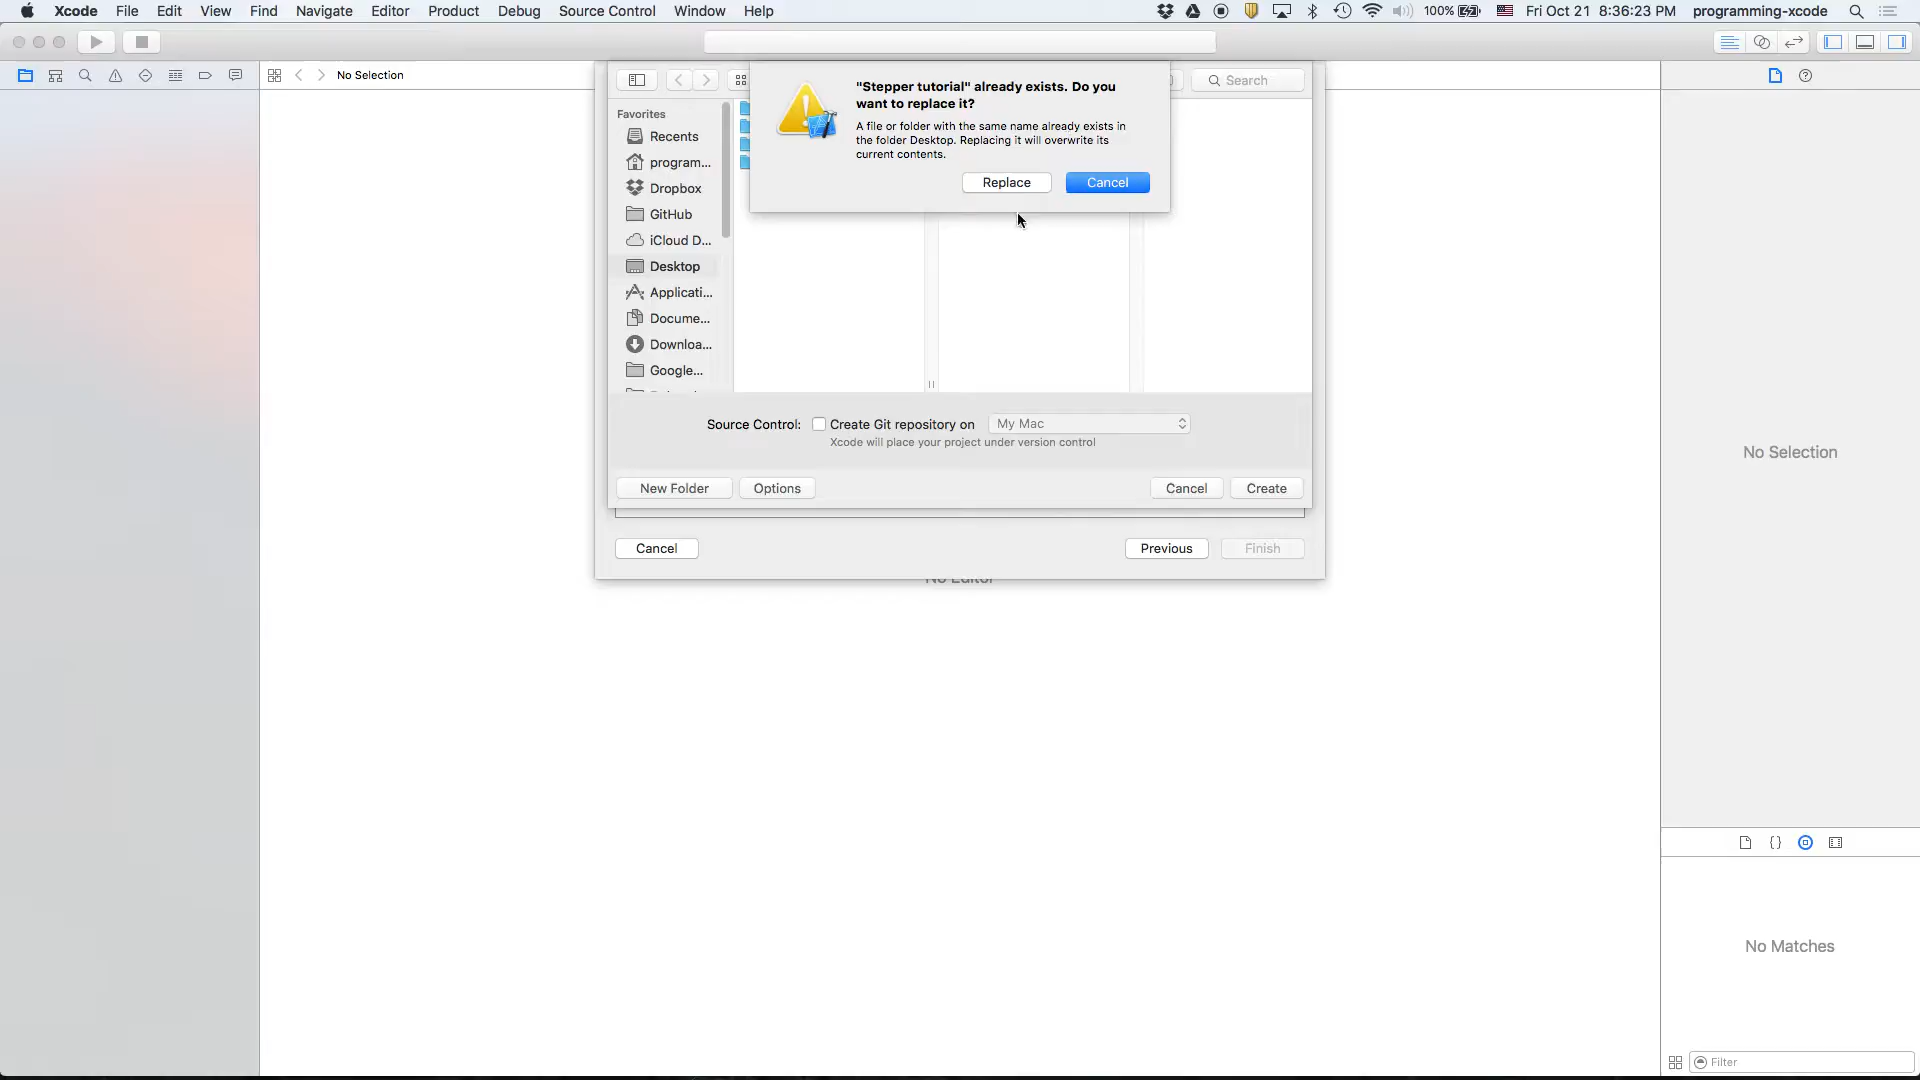 Xcode File Edit View Find Navigate Editor Product Debug Source Control Window Help 100% Fri Oct 21 8:36:23 PM programming-xcode
No Selection
Search
Favorites
Recents
program...
Dropbox
GitHub
iCloud D...
Desktop
Applicati...
Docume...
Downloa...
Google...
"Stepper tutorial" already exists. Do you
want to replace it?
A file or folder with the same name already exists in
the folder Desktop. Replacing it will overwrite its
current contents.
Replace Cancel
Source Control: Create Git repository on My Mac
Xcode will place your project under version control
New Folder Options Cancel Create
Cancel Previous Finish
No Editor
No Selection
No Matches
Filter